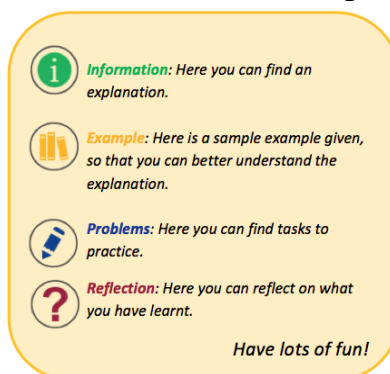 Information: Here you can find an
explanation.
Example: Here is a sample example given,
so that you can better understand the
explanation.
Problems: Here you can find tasks to
practice.
Reflection: Here you can reflect on what
you have learnt.
Have lots of fun!